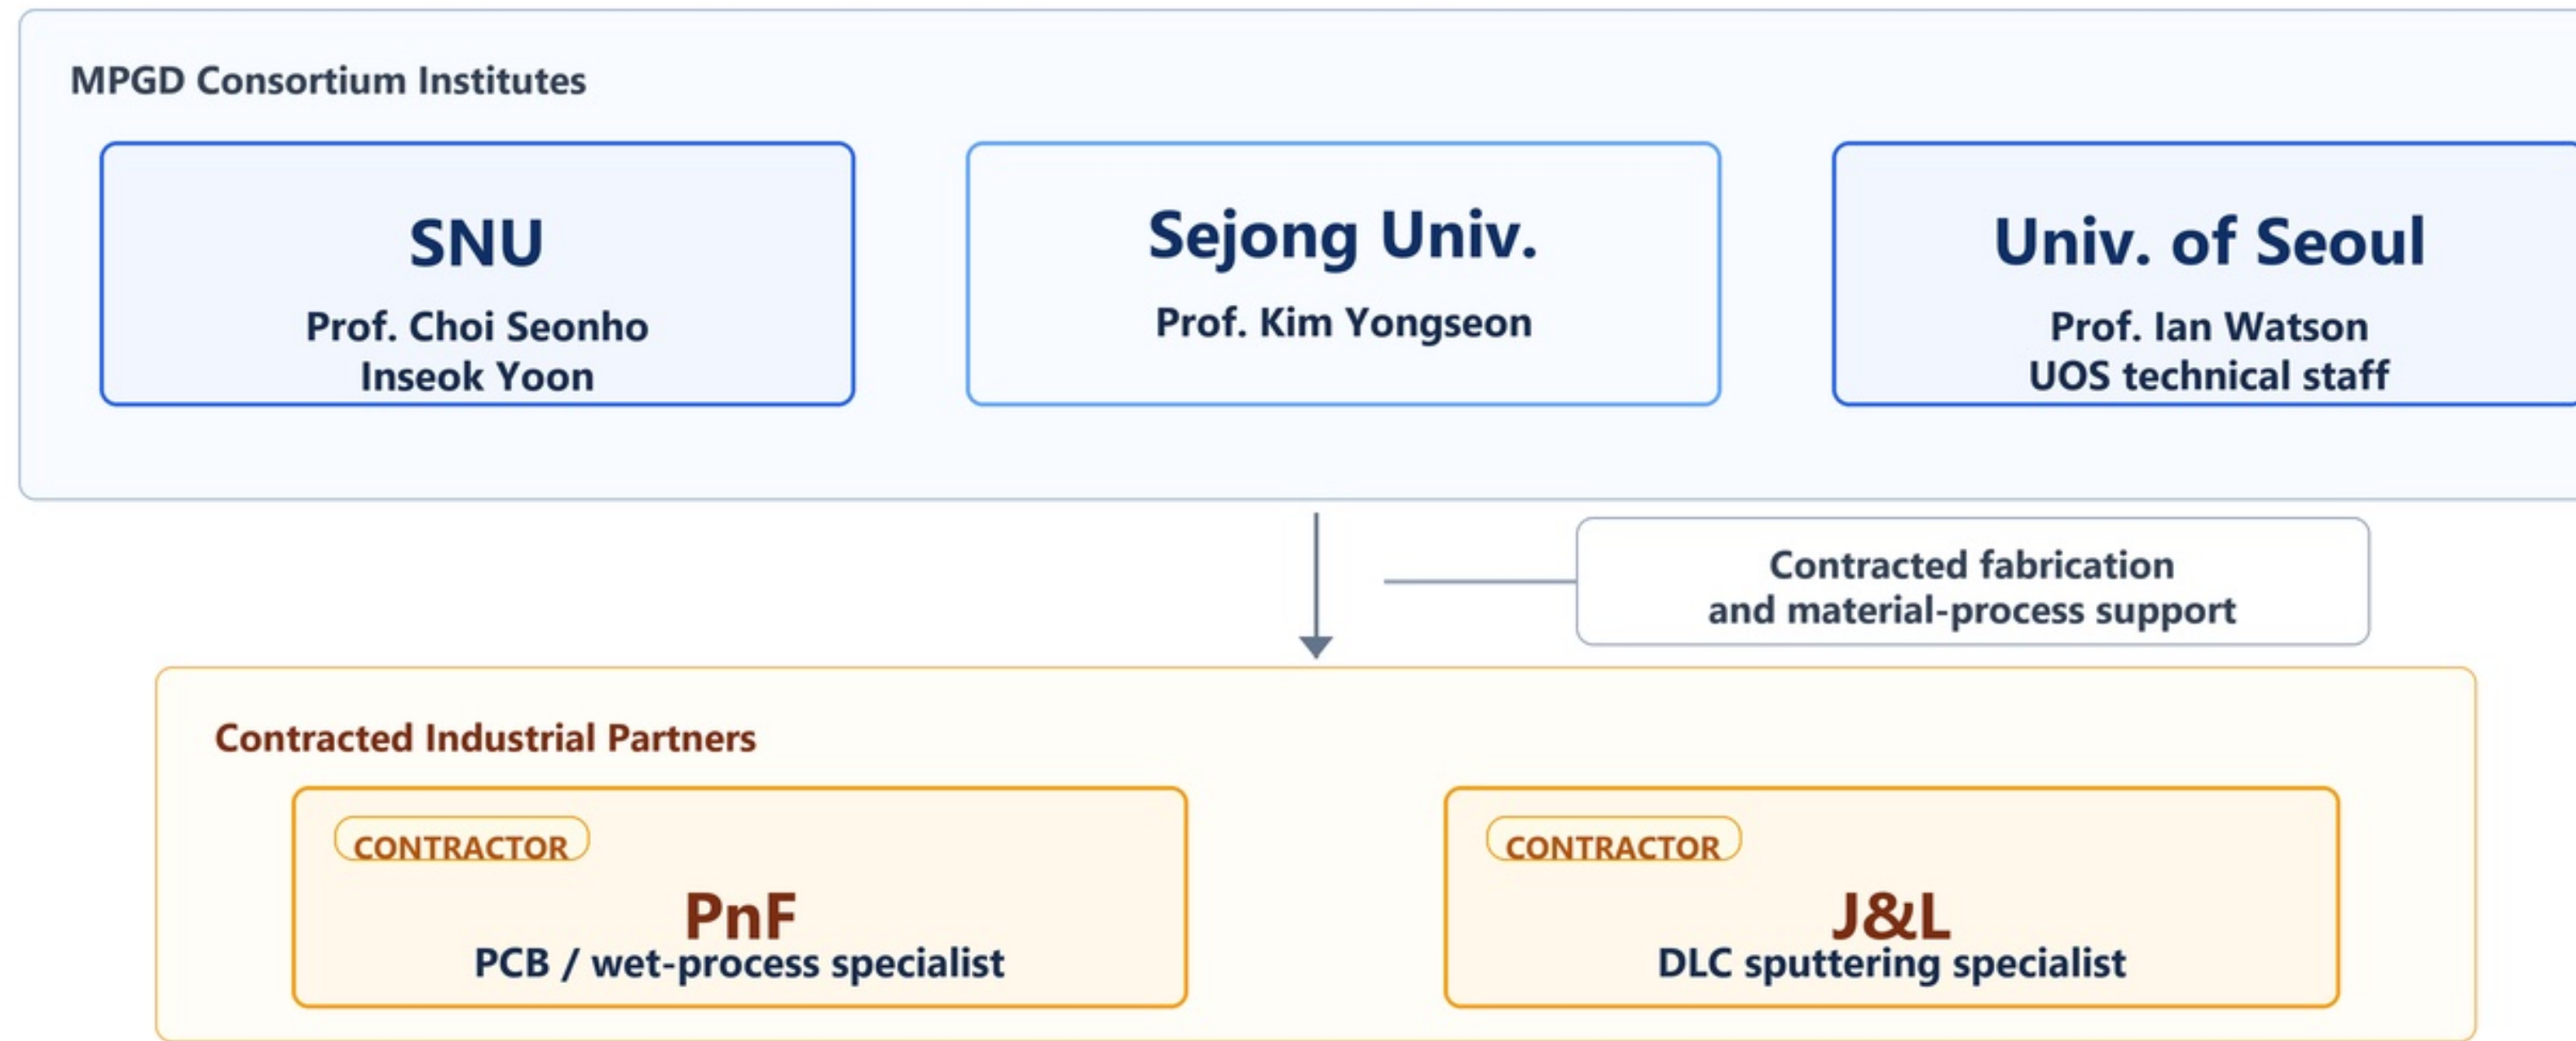 MPGD Consortium Institutes
SNU
Prof. Choi Seonho
Inseok Yoon
Sejong Univ.
Prof. Kim Yongseon
Univ. of Seoul
Prof. Ian Watson
UOS technical staff
Contracted fabrication
and material-process support
Contracted Industrial Partners
CONTRACTOR
PnF
PCB / wet-process specialist
CONTRACTOR
J&L
DLC sputtering specialist